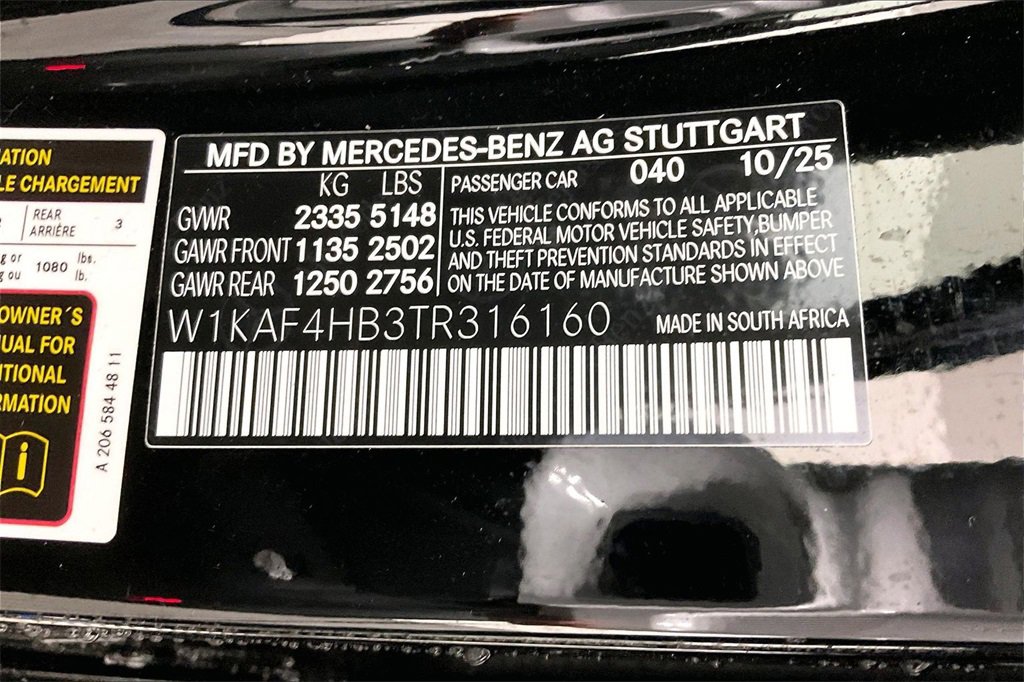 ATION
LE CHARGEMENT
REAR
ARRIÈRE 3
g or 1080 lbs.
g ou lb.
OWNER´S
UAL FOR
ITIONAL
RMATION
i
A 206 584 48 11
MFD BY MERCEDES-BENZ AG STUTTGART
KG LBS
GVWR 2335 5148
GAWR FRONT 1135 2502
GAWR REAR 1250 2756
PASSENGER CAR 040 10/25
THIS VEHICLE CONFORMS TO ALL APPLICABLE
U.S. FEDERAL MOTOR VEHICLE SAFETY,BUMPER
AND THEFT PREVENTION STANDARDS IN EFFECT
ON THE DATE OF MANUFACTURE SHOWN ABOVE
W1KAF4HB3TR316160
MADE IN SOUTH AFRICA